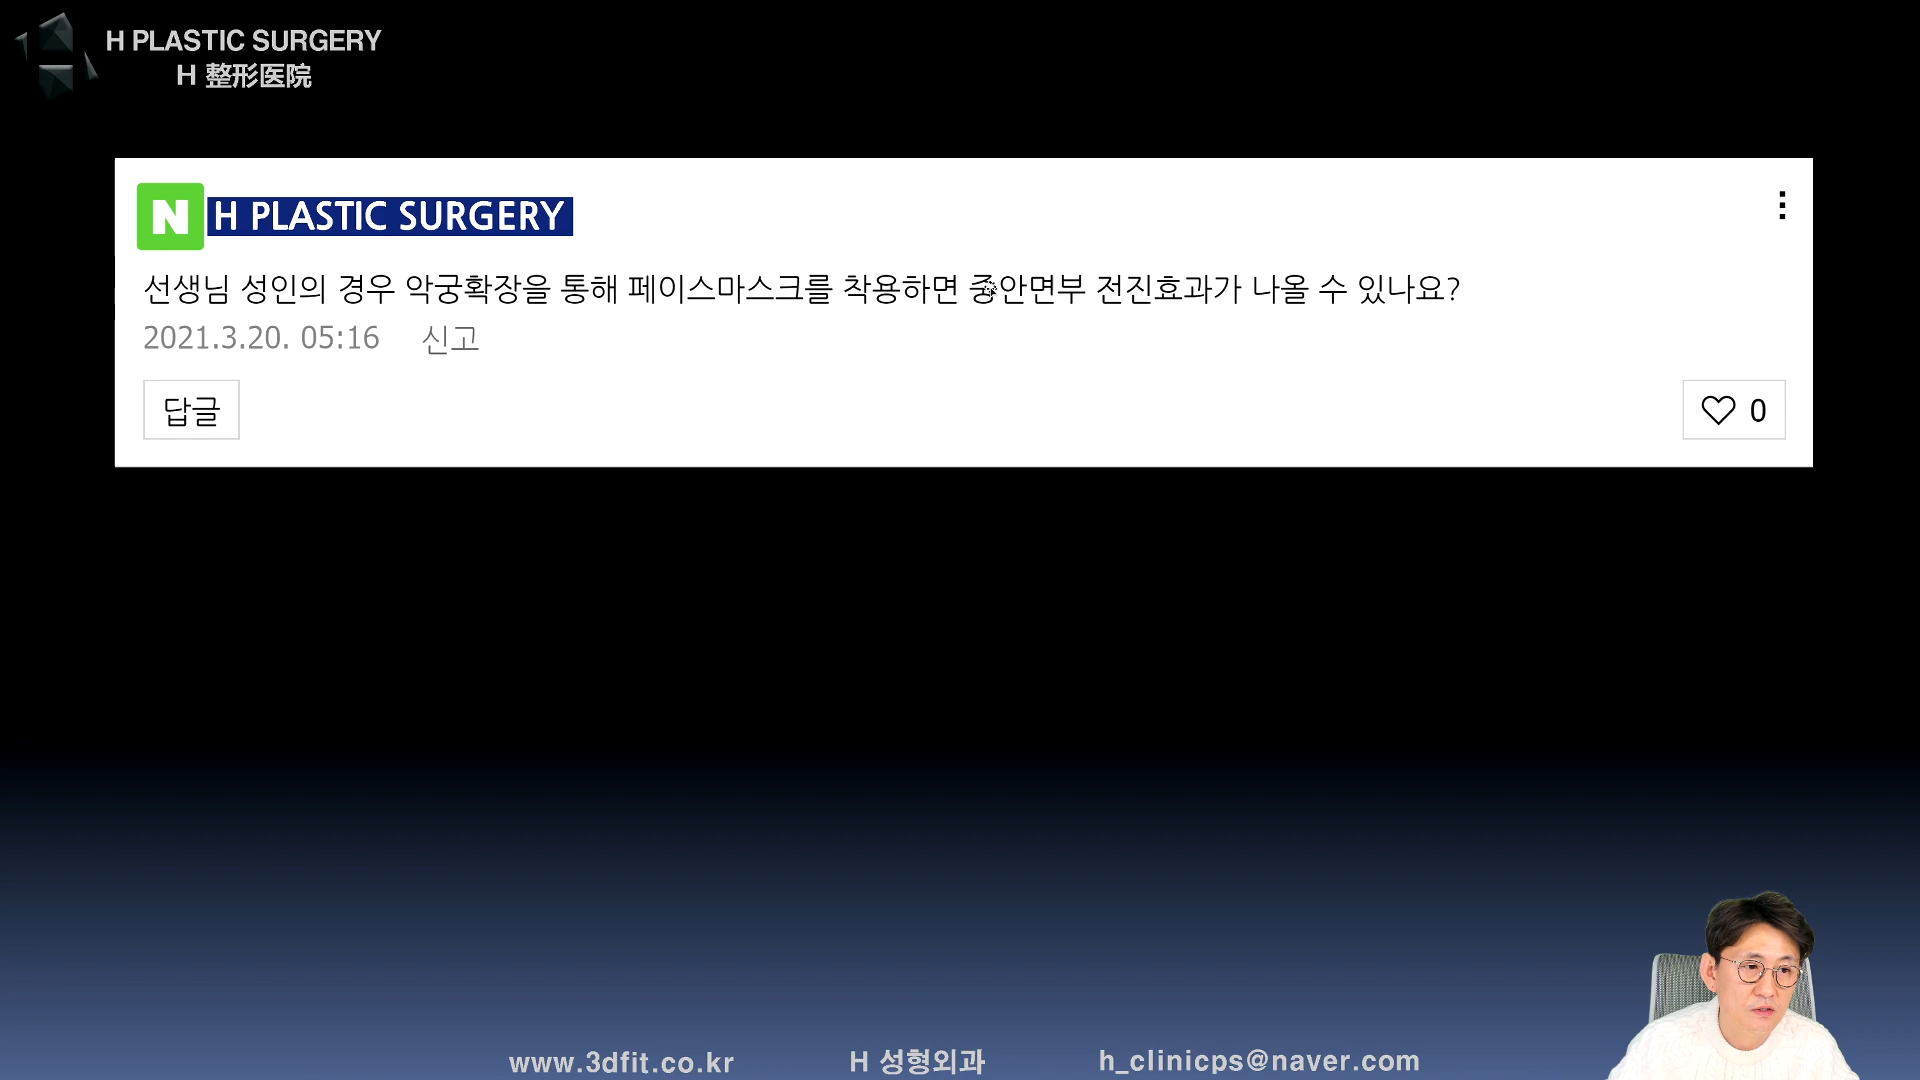 H PLASTIC SURGERY
H 整形医院
N H PLASTIC SURGERY
선생님 성인의 경우 악궁확장을 통해 페이스마스크를 착용하면 중안면부 전진효과가 나올 수 있나요?
2021.3.20. 05:16 신고
답글
0
www.3dfit.co.kr H 성형외과 h_clinicps@naver.com